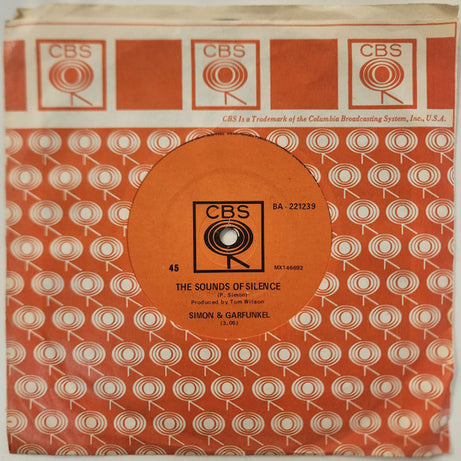 CBS
CBS
CBS
CBS Is a Trademark of the Columbia Broadcasting System, Inc., U.S.A.
CBS
BA - 221239
45
MX146692
THE SOUNDS OF SILENCE
(P. Simon)
Produced by Tom Wilson
SIMON & GARFUNKEL
(3.05)